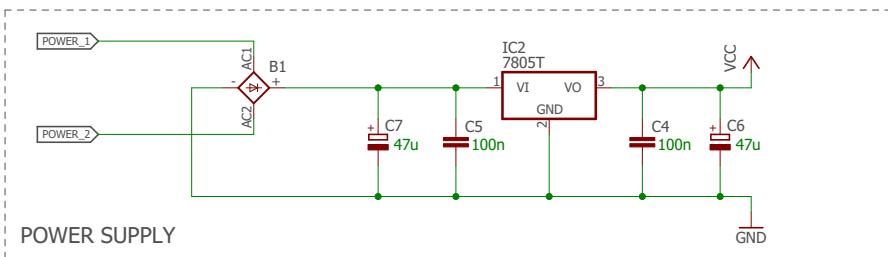 POWER_1
AC1
B1
-
+
AC2
POWER_2
IC2
7805T
1
VI
VO
3
GND
2
VCC
+
C7
47u
C5
100n
C4
100n
+
C6
47u
POWER SUPPLY
GND